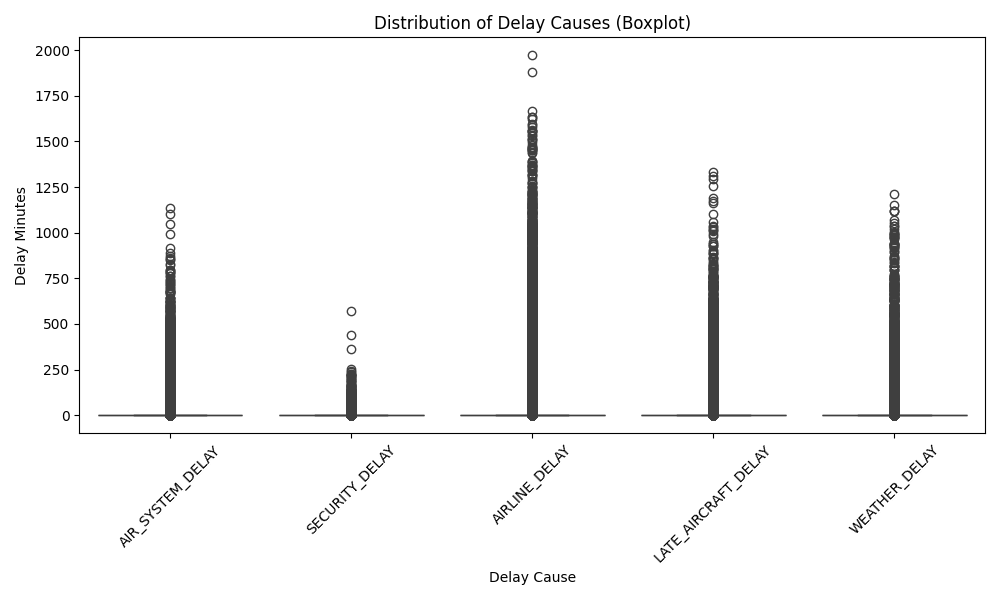 Distribution of Delay Causes (Boxplot)
Delay Minutes
2000
1750
1500
1250
1000
750
500
250
0
AIR_SYSTEM_DELAY
SECURITY_DELAY
AIRLINE_DELAY
LATE_AIRCRAFT_DELAY
WEATHER_DELAY
Delay Cause